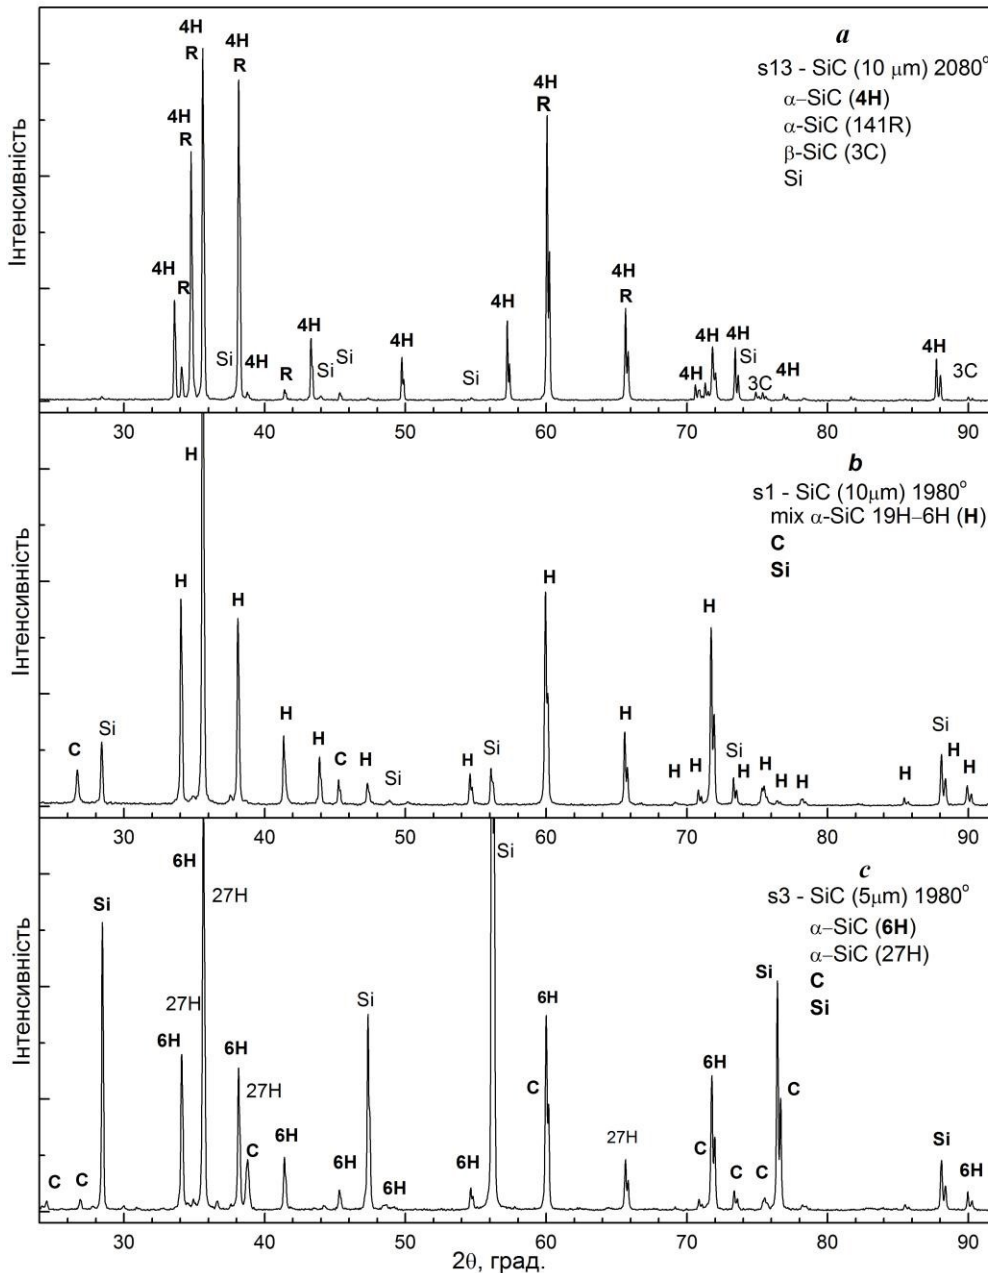 a
s13 - SiC (10 μm) 2080°
α–SiC (4H)
α-SiC (141R)
β-SiC (3C)
Si
Інтенсивність
4H
R
4H
R
4H
R
4H
R
4H
R
Si
4H
R
4H
Si
Si
4H
Si
4H
4H
R
4H
R
4H
4H
4H
Si
3C
4H
4H
3C
30 40 50 60 70 80 90
b
s1 - SiC (10μm) 1980°
mix α-SiC 19H–6H (H)
C
Si
Інтенсивність
C
Si
H
H
H
H
H
C
H
Si
H
Si
H
H
H
H
H
Si
H
H
H
H
H
Si
H
H
30 40 50 60 70 80 90
c
s3 - SiC (5μm) 1980°
α–SiC (6H)
α–SiC (27H)
C
Si
Інтенсивність
C
C
Si
27H
6H
6H
27H
6H
27H
C
6H
6H
Si
6H
6H
Si
6H
C
27H
C
6H
C
C
Si
C
Si
6H
30 40 50 60 70 80 90
2θ, град.